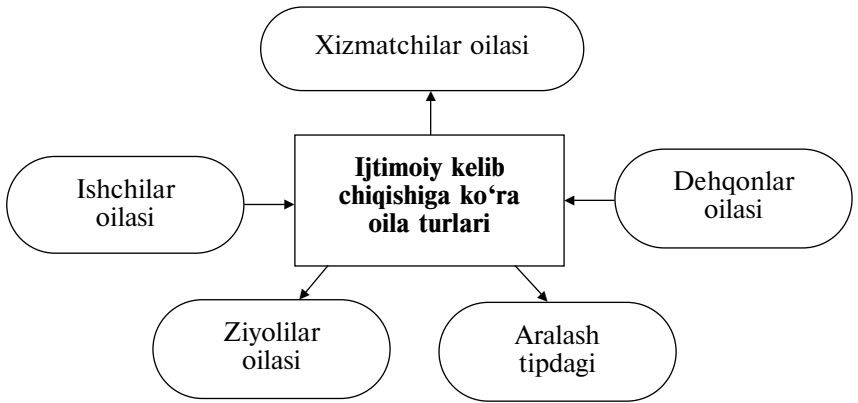 Xizmatchilar oilasi
Ishchilar
oilasi
Ijtimoiy kelib
chiqishiga ko‘ra
oila turlari
Dehqonlar
oilasi
Ziyolilar
oilasi
Aralash
tipdagi